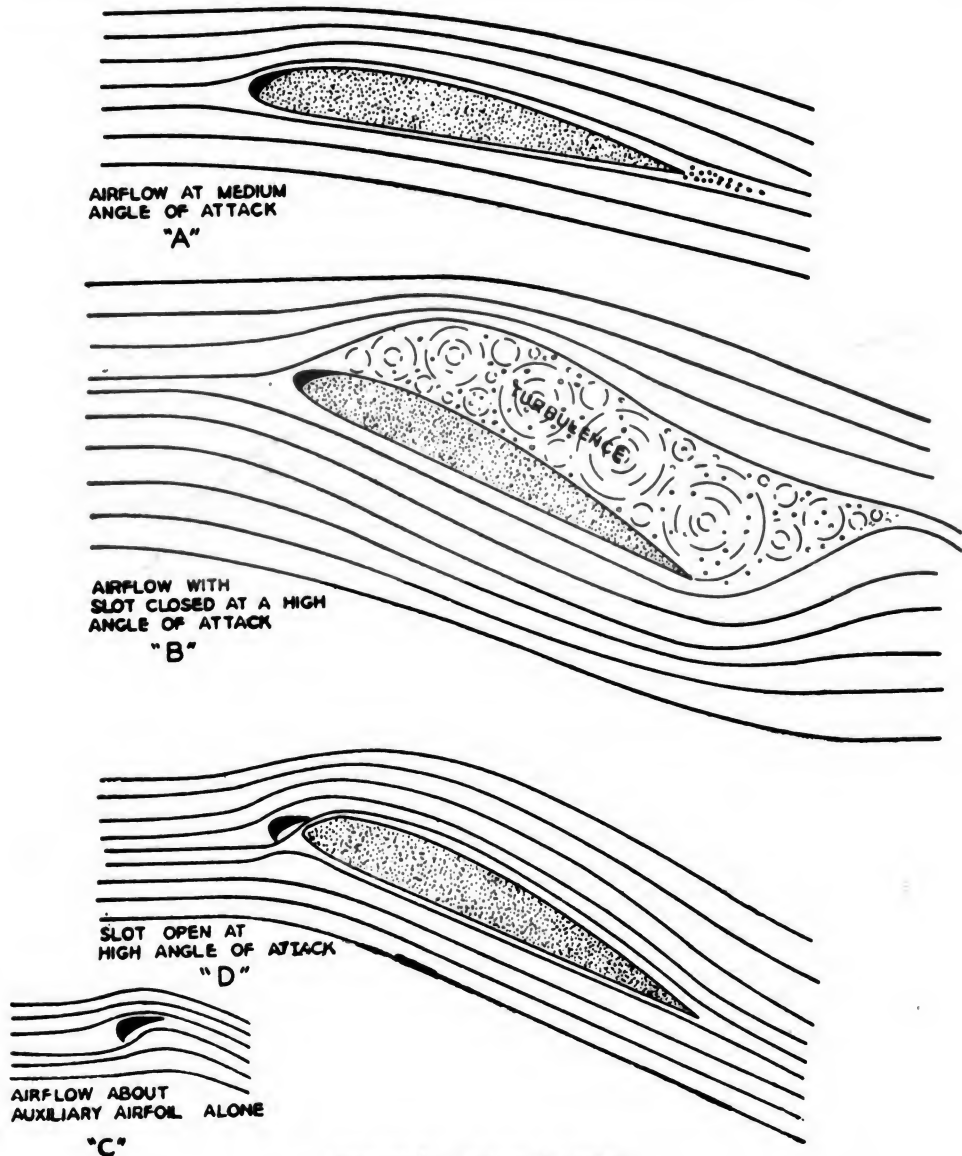 AIRFLOW AT MEDIUM
ANGLE OF ATTACK
"A"
TURBULENCE
AIRFLOW WITH
SLOT CLOSED AT A HIGH
ANGLE OF ATTACK
"B"
SLOT OPEN AT
HIGH ANGLE OF ATTACK
"D"
AIRFLOW ABOUT
AUXILIARY AIRFOIL ALONE
"C"